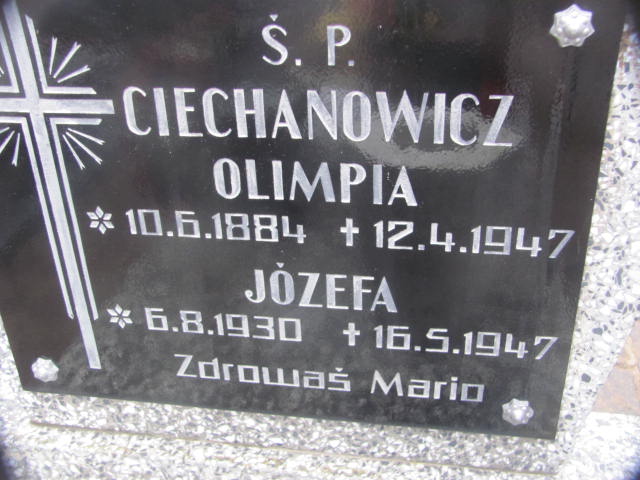 Ś. P.
CIECHANOWICZ
OLIMPIA
10.6.1884 ✝ 12.4.1947
JÓZEFA
6.8.1930 ✝ 16.5.1947
Zdrowaś Mario